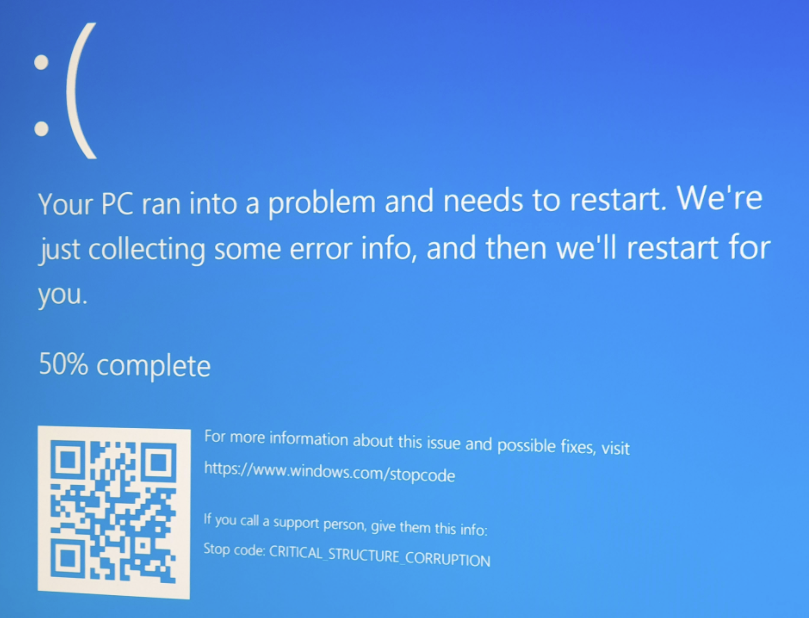 :(
Your PC ran into a problem and needs to restart. We're
just collecting some error info, and then we'll restart for
you.
50% complete
For more information about this issue and possible fixes, visit
https://www.windows.com/stopcode
If you call a support person, give them this info:
Stop code: CRITICAL_STRUCTURE_CORRUPTION